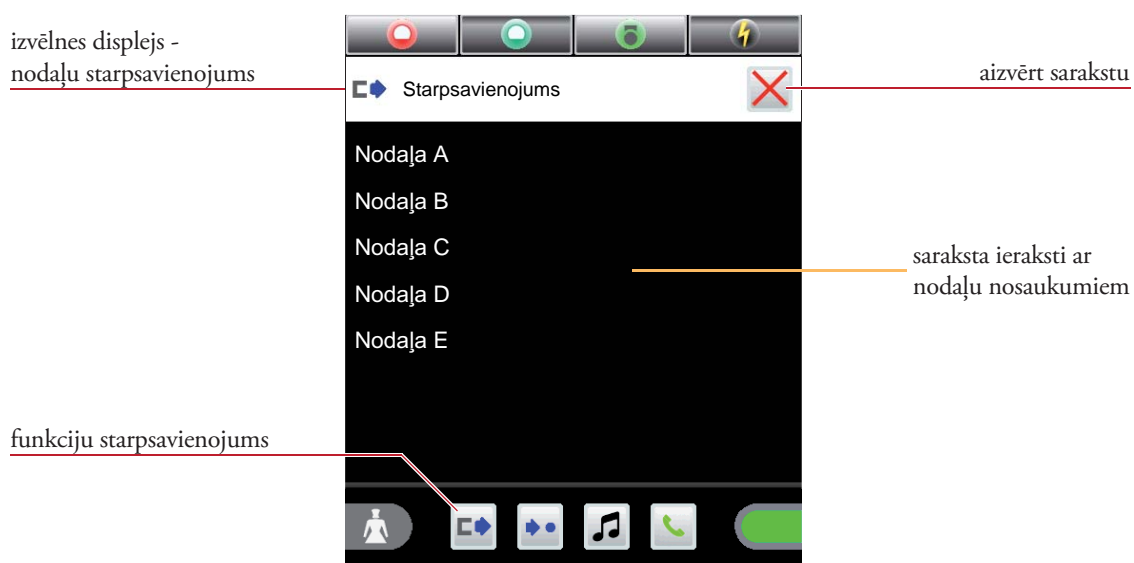 izvēlnes displejs -
nodaļu starpsavienojums
Starpsavienojums
aizvērt sarakstu
Nodaļa A
Nodaļa B
Nodaļa C
Nodaļa D
Nodaļa E
saraksta ieraksti ar
nodaļu nosaukumiem
funkciju starpsavienojums